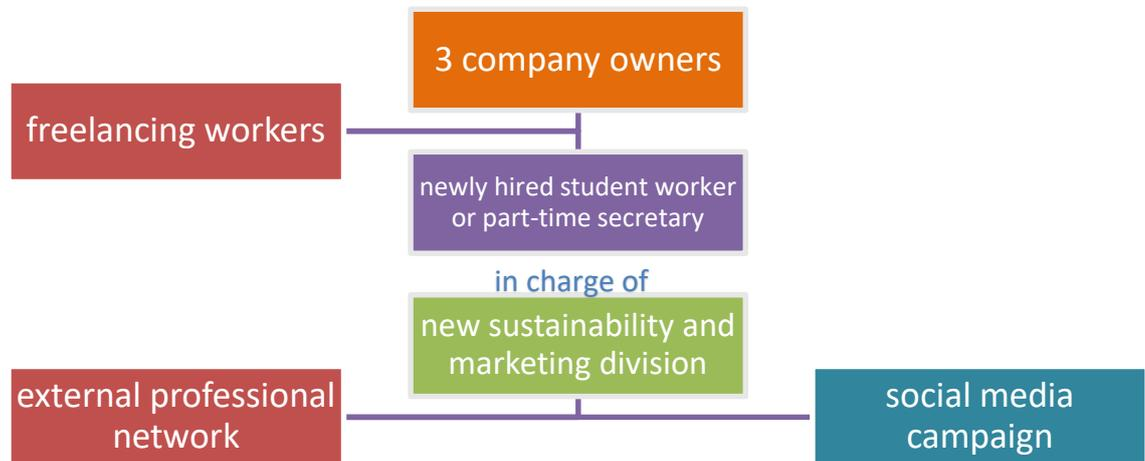 3 company owners
freelancing workers
newly hired student worker
or part-time secretary
in charge of
new sustainability and
marketing division
external professional
network
social media
campaign